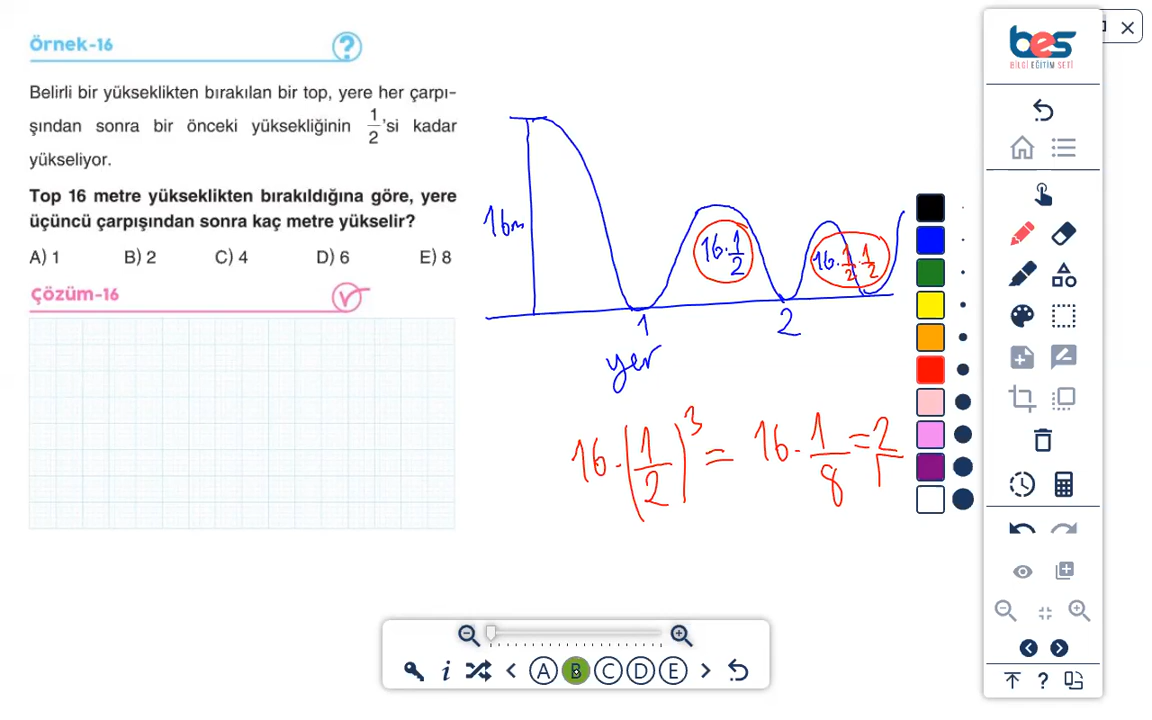 Örnek-16
?
Belirli bir yükseklikten bırakılan bir top, yere her çarpı-
şından sonra bir önceki yüksekliğinin 1/2'si kadar
yükseliyor.
Top 16 metre yükseklikten bırakıldığına göre, yere
üçüncü çarpışından sonra kaç metre yükselir?
A) 1 B) 2 C) 4 D) 6 E) 8
Çözüm-16
16m
16·1/2
16·1/2·1/2
1
2
yer
16·(1/2)³ = 16·1/8 = 2/1
bes
BİLGİ EĞİTİM SETİ
?
i
A B C D E